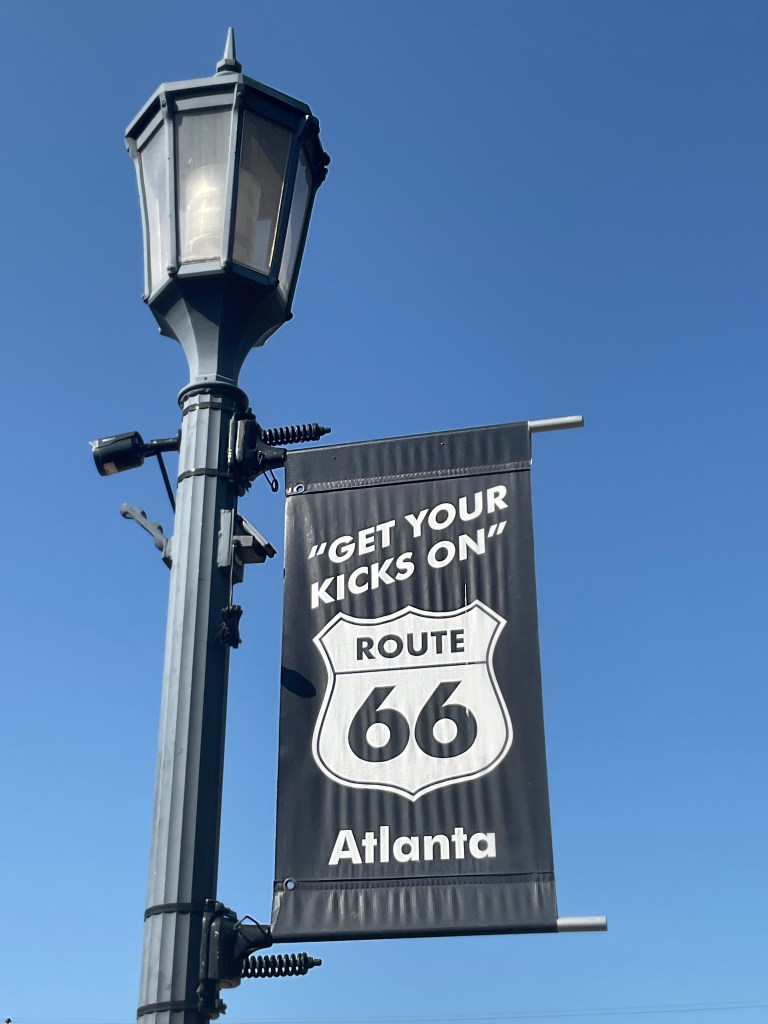 “GET YOUR
KICKS ON”
ROUTE
66
Atlanta